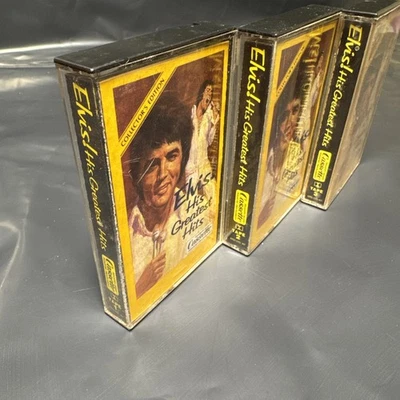 Elvis! His Greatest Hits
Cassette
COLLECTOR'S EDITION
Elvis!
His
Greatest
Hits
Cassette
Elvis! His Greatest Hits
Cassette
Elvis! His Greatest Hits
Cassette